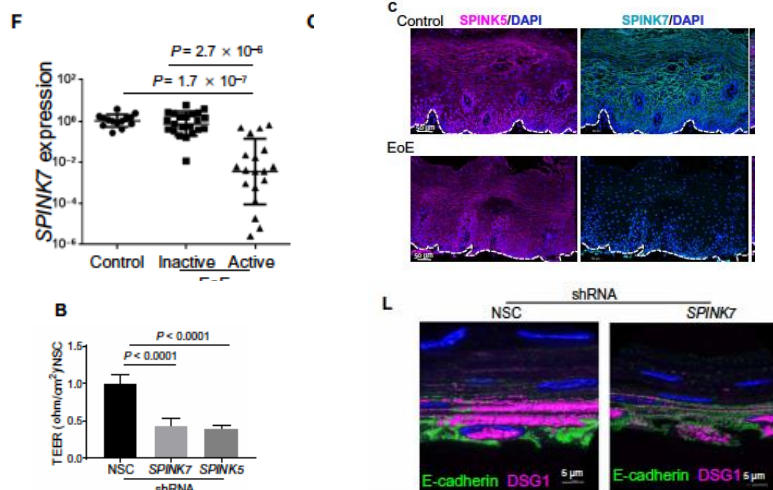 F
P = 2.7 × 10⁻⁶
P = 1.7 × 10⁻⁷
SPINK7 expression
10²
10⁰
10⁻²
10⁻⁴
10⁻⁶
Control
Inactive
Active
C
Control
SPINK5/DAPI
SPINK7/DAPI
50 µm
EoE
50 µm
B
P < 0.0001
P < 0.0001
TEER (ohm/cm²)/NSC
1.5
1.0
0.5
0.0
NSC
SPINK7
SPINK5
shRNA
L
shRNA
NSC
SPINK7
E-cadherin DSG1
5 µm
E-cadherin DSG1
5 µm